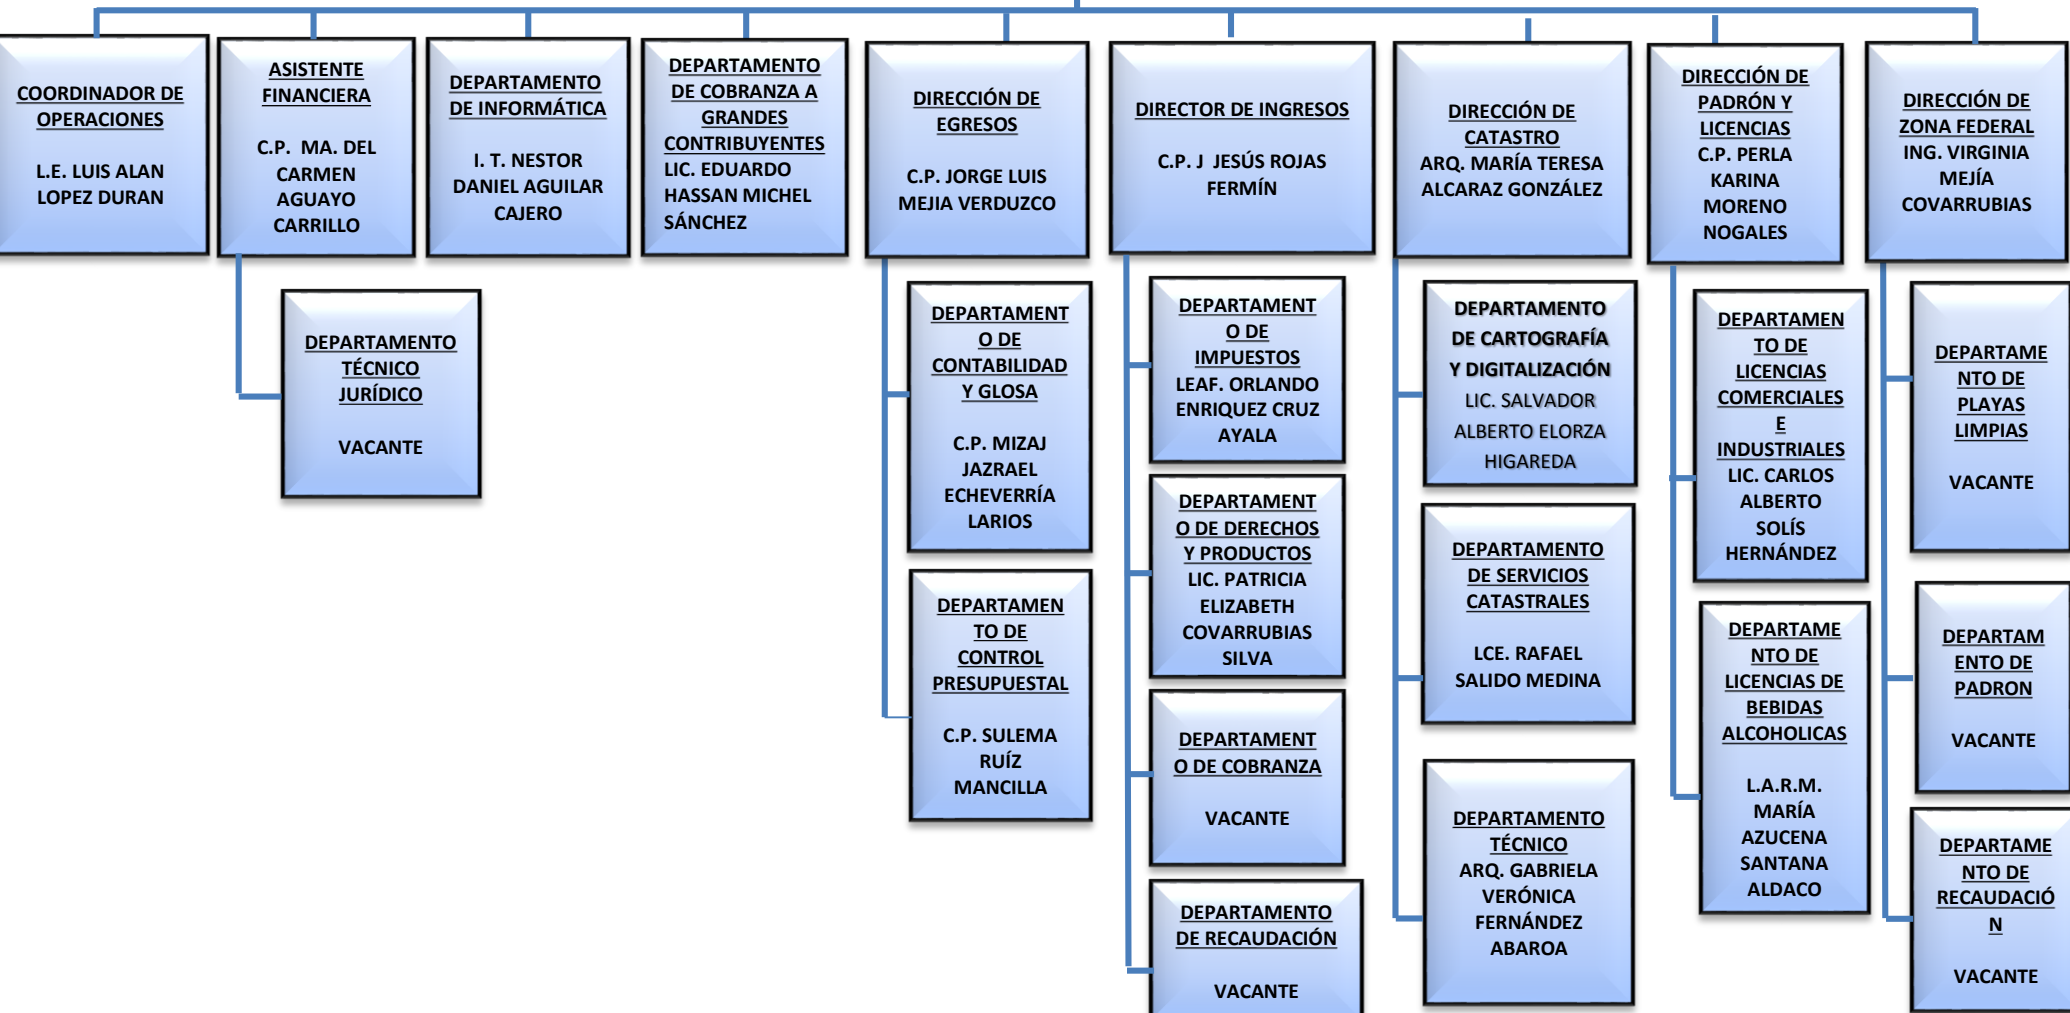 COORDINADOR DE
OPERACIONES
L.E. LUIS ALAN
LOPEZ DURAN
ASISTENTE
FINANCIERA
C.P.  MA. DEL
CARMEN
AGUAYO
CARRILLO
DEPARTAMENTO
DE INFORMÁTICA
I. T. NESTOR
DANIEL AGUILAR
CAJERO
DEPARTAMENTO
DE COBRANZA A
GRANDES
CONTRIBUYENTES
LIC. EDUARDO
HASSAN MICHEL
SÁNCHEZ
DIRECCIÓN DE
EGRESOS
C.P. JORGE LUIS
MEJIA VERDUZCO
DIRECTOR DE INGRESOS
C.P. J  JESÚS ROJAS
FERMÍN
DIRECCIÓN DE
CATASTRO
ARQ. MARÍA TERESA
ALCARAZ GONZÁLEZ
DIRECCIÓN DE
PADRÓN Y
LICENCIAS
C.P. PERLA
KARINA
MORENO
NOGALES
DIRECCIÓN DE
ZONA FEDERAL
ING. VIRGINIA
MEJÍA
COVARRUBIAS
DEPARTAMENTO
TÉCNICO
JURÍDICO
VACANTE
DEPARTAMENT
O DE
CONTABILIDAD
Y GLOSA
C.P. MIZAJ
JAZRAEL
ECHEVERRÍA
LARIOS
DEPARTAMEN
TO DE
CONTROL
PRESUPUESTAL
C.P. SULEMA
RUÍZ
MANCILLA
DEPARTAMENT
O DE
IMPUESTOS
LEAF. ORLANDO
ENRIQUEZ CRUZ
AYALA
DEPARTAMENT
O DE DERECHOS
Y PRODUCTOS
LIC. PATRICIA
ELIZABETH
COVARRUBIAS
SILVA
DEPARTAMENT
O DE COBRANZA
VACANTE
DEPARTAMENTO
DE RECAUDACIÓN
VACANTE
DEPARTAMENTO
DE CARTOGRAFÍA
Y DIGITALIZACIÓN
LIC. SALVADOR
ALBERTO ELORZA
HIGAREDA
DEPARTAMENTO
DE SERVICIOS
CATASTRALES
LCE. RAFAEL
SALIDO MEDINA
DEPARTAMENTO
TÉCNICO
ARQ. GABRIELA
VERÓNICA
FERNÁNDEZ
ABAROA
DEPARTAMEN
TO DE
LICENCIAS
COMERCIALES
E
INDUSTRIALES
LIC. CARLOS
ALBERTO
SOLÍS
HERNÁNDEZ
DEPARTAME
NTO DE
LICENCIAS DE
BEBIDAS
ALCOHOLICAS
L.A.R.M.
MARÍA
AZUCENA
SANTANA
ALDACO
DEPARTAME
NTO DE
PLAYAS
LIMPIAS
VACANTE
DEPARTAM
ENTO DE
PADRON
VACANTE
DEPARTAME
NTO DE
RECAUDACIÓ
N
VACANTE